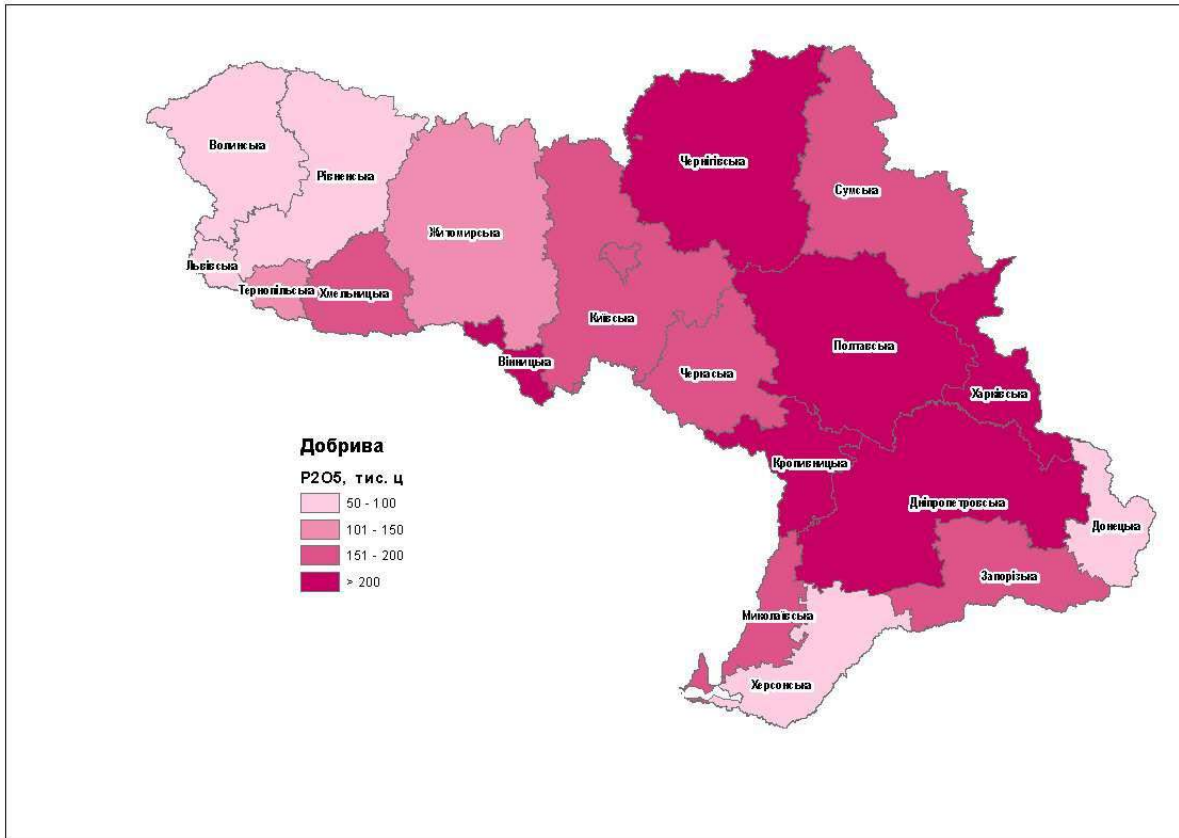 Чернігівська
Волинська
Рівненська
Сумська
Житомирська
Львівська
Тернопільська
Хмельницька
Київська
Полтавська
Вінницька
Черкаська
Харківська
Добрива
P2O5, тис. ц
50 - 100
101 - 150
151 - 200
> 200
Кропивницька
Дніпропетровська
Донецька
Запорізька
Миколаївська
Херсонська